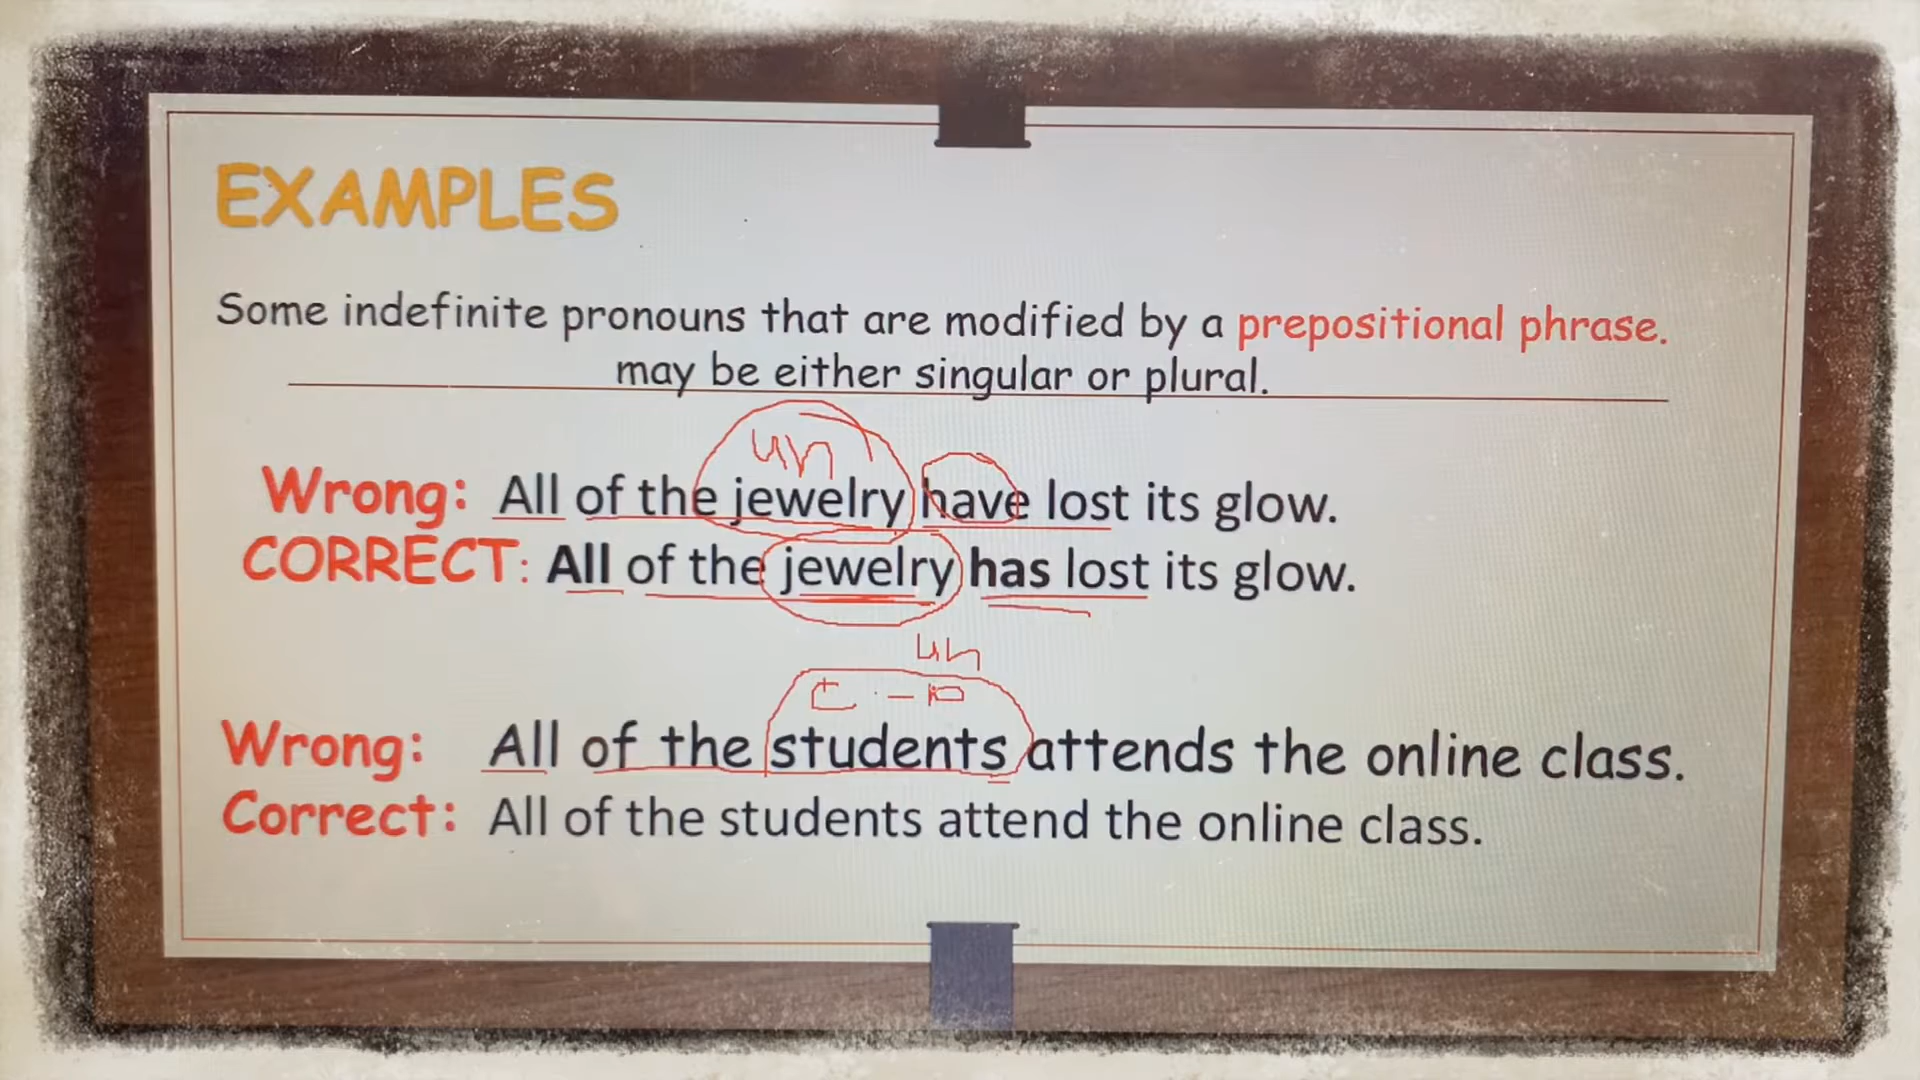 EXAMPLES
Some indefinite pronouns that are modified by a prepositional phrase.
may be either singular or plural.
un
Wrong: All of the jewelry have lost its glow.
CORRECT: All of the jewelry has lost its glow.
un
C - p
Wrong: All of the students attends the online class.
Correct: All of the students attend the online class.